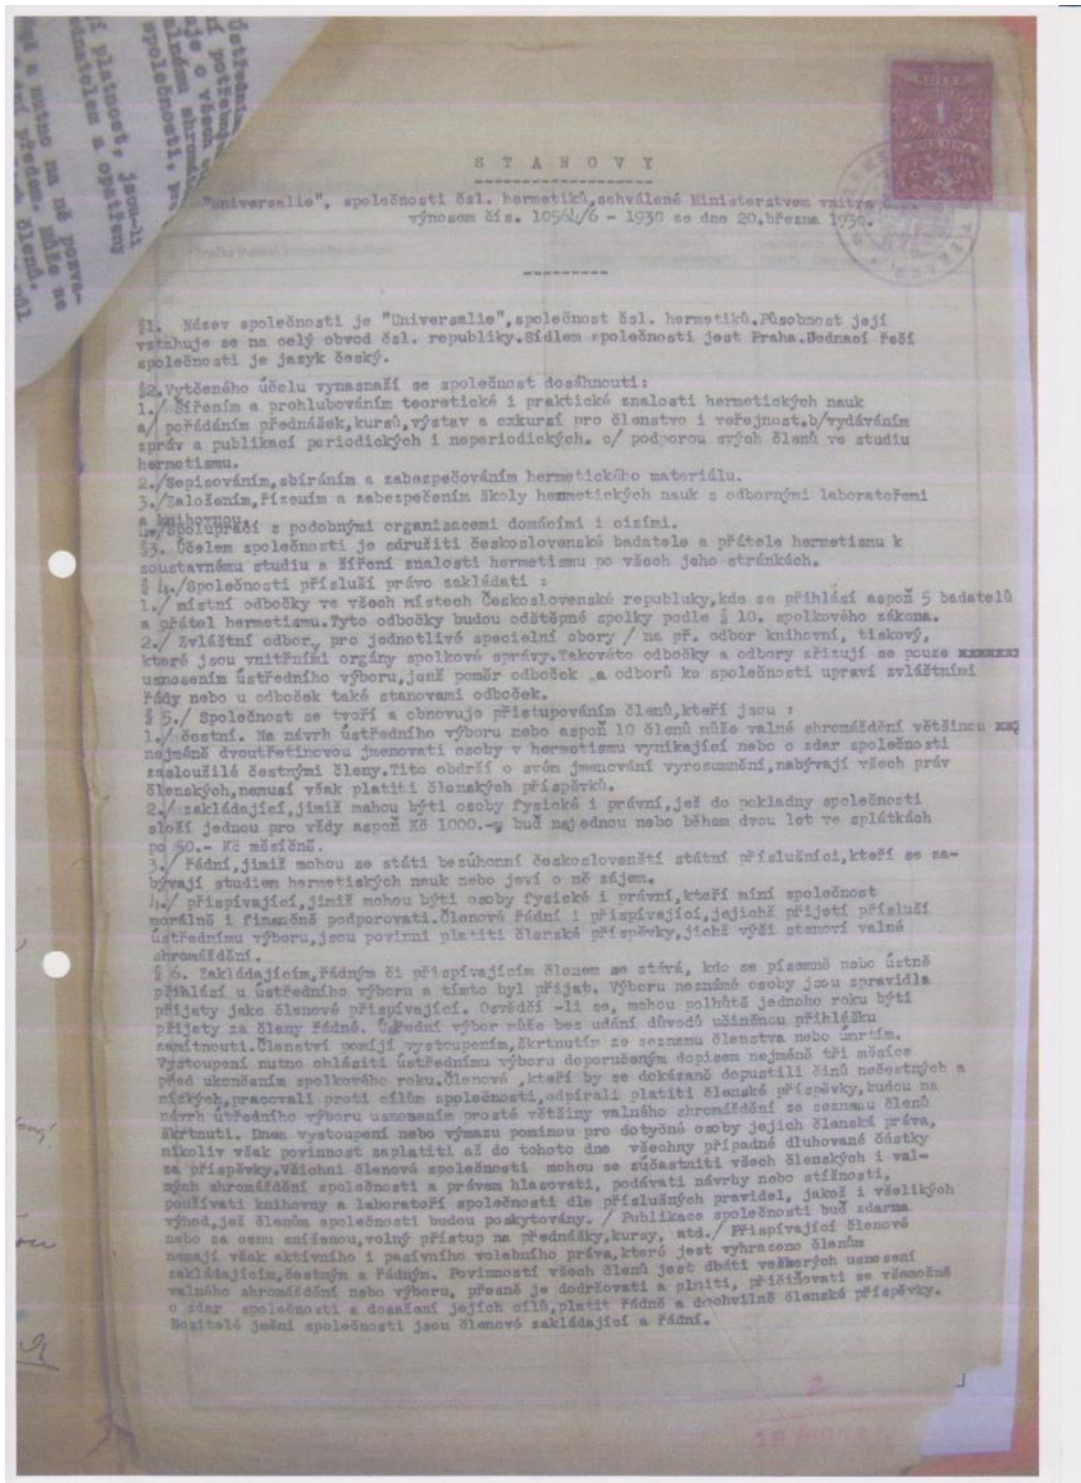 S T A N O V Y
"Universalie", společnosti čsl. hermetiků, schválené Ministerstvem vnitra
výnosem čís. 10564/6 - 1930 ze dne 20.března 1930.
§1. Název společnosti je "Universalie",společnost čsl. hermetiků.Působnost její
vztahuje se na celý obvod čsl. republiky.Sídlem společnosti jest Praha.Jednací řečí
společnosti je jazyk český.
§2.Vytčeného účelu vynasnaží se společnost dosáhnouti:
1./ Šířením a prohlubováním teoretické i praktické znalosti hermetických nauk
a/ pořádáním přednášek,kursů,výstav a exkursí pro členstvo i veřejnost.b/vydáváním
správ a publikací periodických i neperiodických. c/ podporou svých členů ve studiu
hermetismu.
2./Sepisováním,sbíráním a zabezpečováním hermetického materiálu.
3./Založením,řízením a zabezpečením školy hermetických nauk s odbornými laboratořemi
a knihovnou.
4./Spoluprací s podobnými organisacemi domácími i cizími.
§3. Účelem společnosti je sdružiti československé badatele a přátele hermetismu k
soustavnému studiu a šíření znalosti hermetismu po všech jeho stránkách.
§ 4./Společnosti přísluší právo zakládati :
1./ místní odbočky ve všech místech Československé republuky,kde se přihlásí aspoň 5 badatelů
a přátel hermetismu.Tyto odbočky budou odštěpné spolky podle § 10. spolkového zákona.
2./ Zvláštní odbory pro jednotlivé specielní obory / na př. odbor knihovní, tiskový,
které jsou vnitřními orgány spolkové správy.Takovéto odbočky a odbory zřizují se pouze
usnesením ústředního výboru,jenž poměr odboček a odborů ke společnosti upraví zvláštními
řády nebo u odboček také stanovami odboček.
§ 5./ Společnost se tvoří a obnovuje přistupováním členů,kteří jsou :
1./ čestní. Na návrh ústředního výboru nebo aspoň 10 členů může valné shromáždění většinou
nejméně dvoutřetinovou jmenovati osoby v hermetismu vynikající nebo o zdar společnosti
zasloužilé čestnými členy.Tito obdrží o svém jmenování vyrozumnění,nabývají všech práv
členských,nemusí však platiti členských příspěvků.
2./ zakládající,jimiž mahou býti osoby fysické i právní,jež do pokladny společnosti
složí jednou pro vědy aspoň Kč 1000.- buď najednou nebo během dvou let ve splátkách
po 50.- Kč měsíčně.
3./ řádní,jimiž mohou se státi bezúhonní českoslovenští státní příslušníci,kteří se za-
bývají studiem hermetických nauk nebo jeví o ně zájem.
4./ přispívající,jimiž mohou býti osoby fysické i právní,kteří míní společnost
morálně i finančně podporovati.Členové řádní i přispívající,jejichž přijetí přísluší
ústřednímu výboru,jsou povinni platiti členské příspěvky,jichž výši stanoví valné
shromáždění.
§ 6. Zakládajícím,řádným či přispívajícím členem se stává, kdo se písemně nebo ústně
přihlásí u ústředního výboru a tímto byl přijat. Výboru neznámé osoby jsou zpravidla
přijaty jako členové přispívající. Osvědčí -li se, mohou polhůtě jednoho roku býti
přijaty za členy řádné. Ústřední výbor může bez udání důvodů učiněnou přihlášku
zamítnouti.Členství pomíjí vystoupením,škrtnutím ze seznamu členstva nebo úmrtím.
Vystoupení nutno ohlásiti ústřednímu výboru doporučeným dopisem nejméně tři měsíce
před ukončením spolkového roku.Členové ,kteří by se dokázaně dopustili činů nečestných a
nízkých,pracovali proti cílům společnosti,odpírali platiti členské příspěvky,budou na
návrh útředního výboru usnesením prosté většiny valného shromáždění ze seznamu členů
škrtnuti. Dnem vystoupení nebo výmazu pominou pro dotyčné osoby jejich členská práva,
nikoliv však povinnost zaplatiti až do tohoto dne všechny případné dluhované částky
za příspěvky.Všichni členové společnosti mohou se zúčastniti všech členských i val-
ných shromáždění společnosti a právem hlasovati, podávati návrhy nebo stížnosti,
používati knihovny a laboratoří společnosti dle příslušných pravidel, jakož i všelikých
výhod,jež členům společnosti budou poskytovány. / Publikace společnosti buď zdarma
nebo za cenu sníženou,volný přístup na přednášky,kursy, atd./ Přispívající členové
nemají však aktivního i pasivního volebního práva,které jest vyhrazeno členům
zakládajícím,čestným a řádným. Povinností všech členů jest dbáti veškerých usnesení
valného shromáždění nebo výboru, přesně je dodržovati a plniti, přičiňovati se všemožně
o zdar společnosti a dosažení jejích cílů,platit řádně a dochvilně členské příspěvky.
Nositelé jmění společnosti jsou členové zakládající a řádní.
2